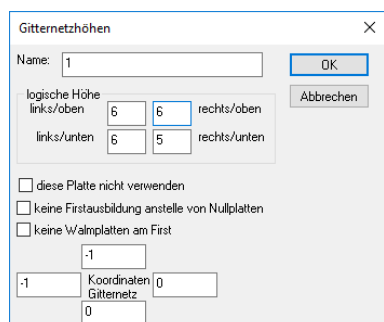 Gitternetzhöhen
Name: 1
OK
Abbrechen
logische Höhe
links/oben 6 6 rechts/oben
links/unten 6 5 rechts/unten
diese Platte nicht verwenden
keine Firstausbildung anstelle von Nullplatten
keine Walmplatten am First
-1
-1 Koordinaten 0
Gitternetz
0